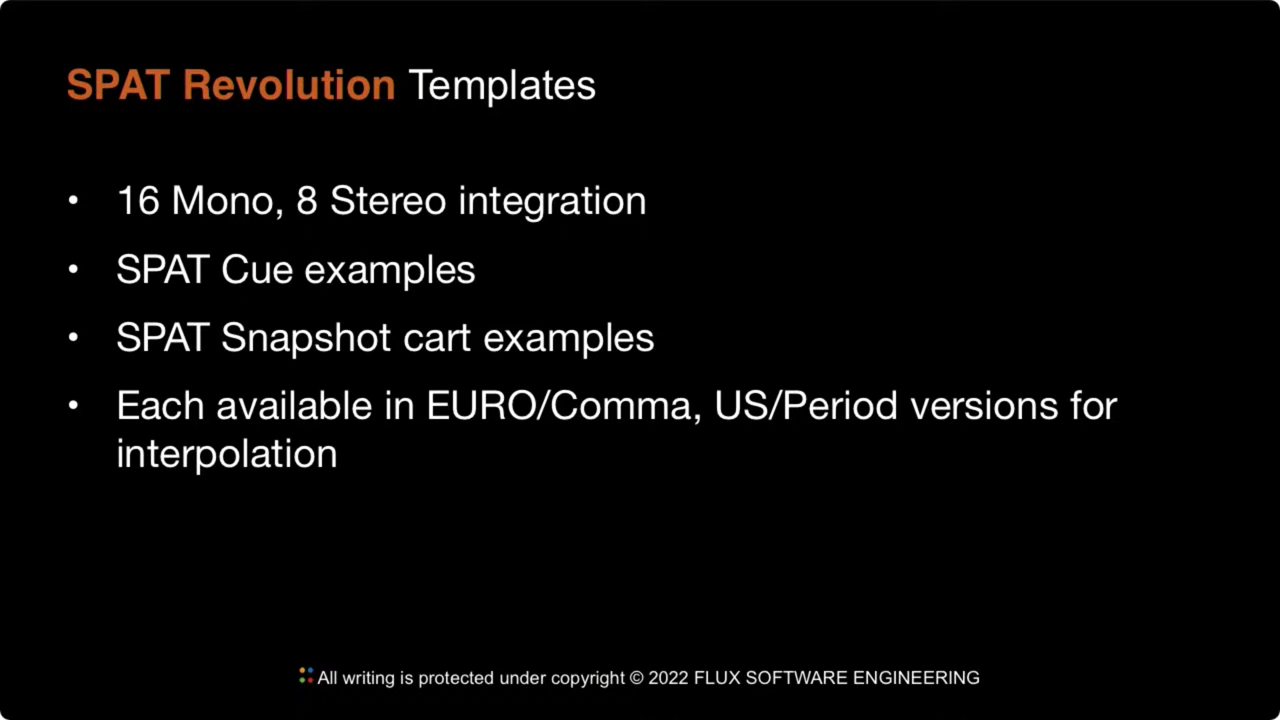 SPAT Revolution Templates
• 16 Mono, 8 Stereo integration
• SPAT Cue examples
• SPAT Snapshot cart examples
• Each available in EURO/Comma, US/Period versions for
interpolation
All writing is protected under copyright © 2022 FLUX SOFTWARE ENGINEERING